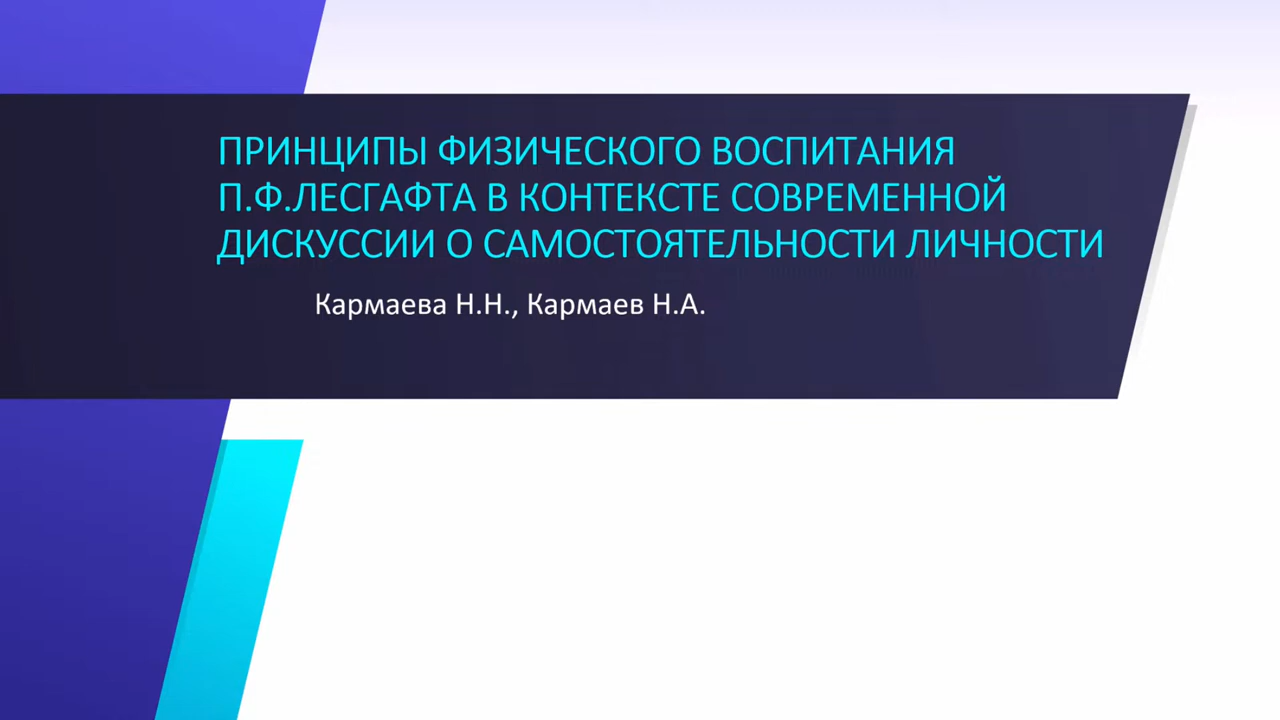 ПРИНЦИПЫ ФИЗИЧЕСКОГО ВОСПИТАНИЯ
П.Ф.ЛЕСГАФТА В КОНТЕКСТЕ СОВРЕМЕННОЙ
ДИСКУССИИ О САМОСТОЯТЕЛЬНОСТИ ЛИЧНОСТИ
Кармаева Н.Н., Кармаев Н.А.